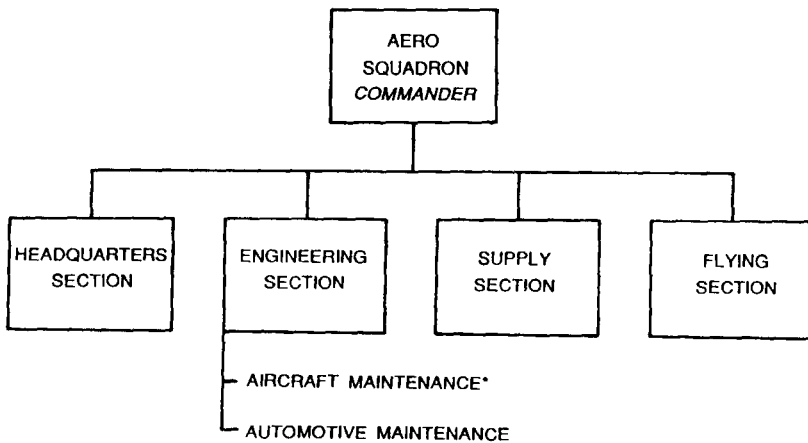 AERO
SQUADRON
COMMANDER
HEADQUARTERS
SECTION
ENGINEERING
SECTION
SUPPLY
SECTION
FLYING
SECTION
AIRCRAFT MAINTENANCE*
AUTOMOTIVE MAINTENANCE